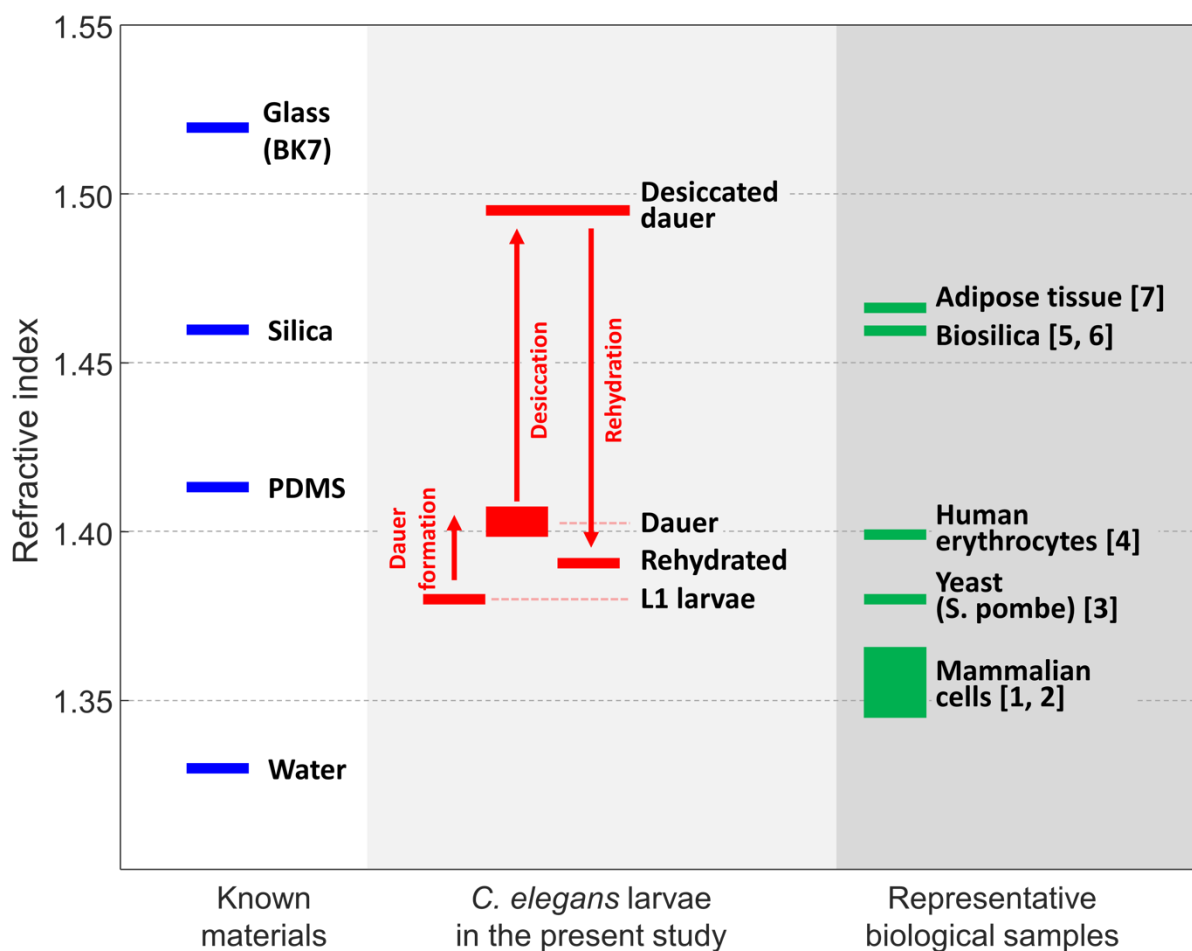 1.55
1.50
1.45
1.40
1.35
Refractive index
Glass
(BK7)
Silica
PDMS
Water
Desiccated
dauer
Desiccation
Rehydration
Dauer
formation
Dauer
Rehydrated
L1 larvae
Adipose tissue [7]
Biosilica [5, 6]
Human
erythrocytes [4]
Yeast
(S. pombe) [3]
Mammalian
cells [1, 2]
Known
materials
C. elegans larvae
in the present study
Representative
biological samples